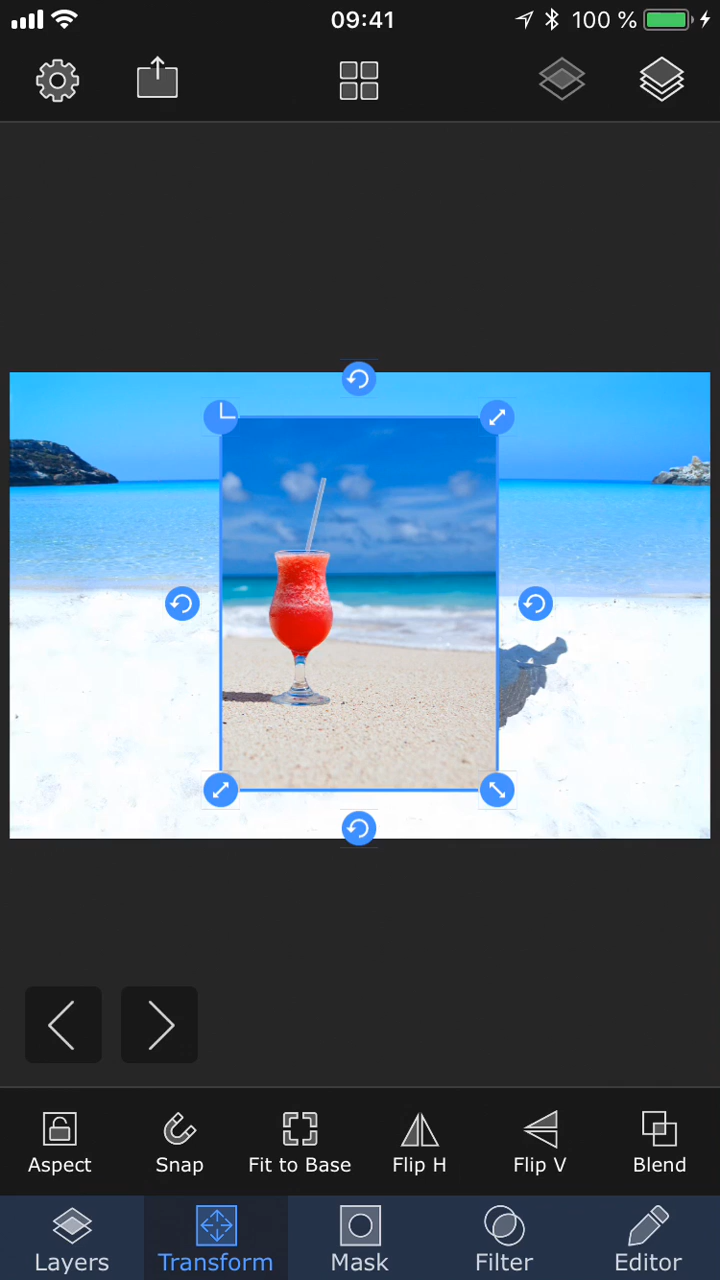 09:41
100 %
Aspect
Snap
Fit to Base
Flip H
Flip V
Blend
Layers
Transform
Mask
Filter
Editor